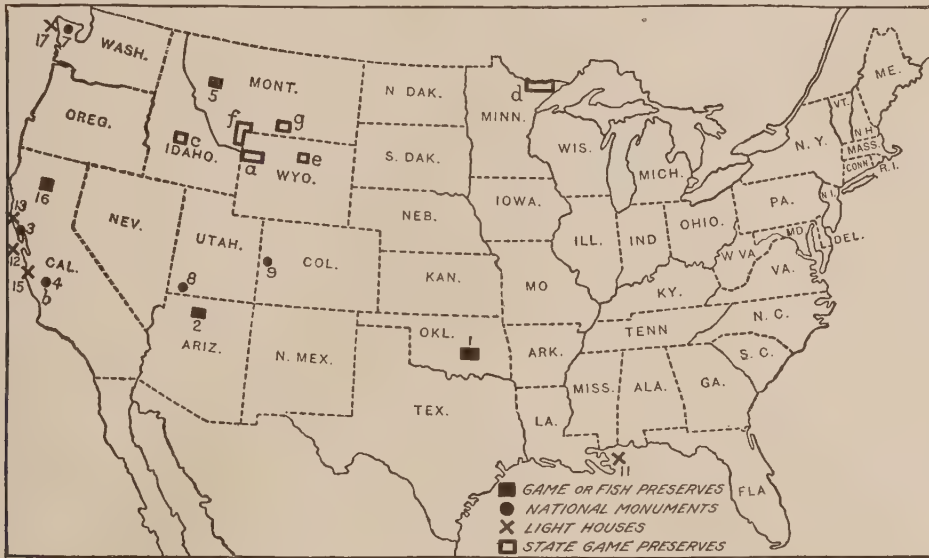 17
7
WASH.
OREG.
5
MONT.
f
g
c
IDAHO.
a
e
WYO.
N DAK.
S. DAK.
d
MINN.
WIS.
MICH.
IOWA.
NEB.
16
13
3
12
CAL.
15
4
b
NEV.
UTAH.
8
9
COL.
KAN.
MO
ILL.
IND
OHIO.
PA.
N. Y.
VT.
N H
ME.
MASS.
CONN
R. I.
N J.
MD
DEL.
W VA
VA.
KY.
2
ARIZ.
N. MEX.
OKL.
1
ARK.
TENN
N. C.
S. C.
TEX.
LA.
MISS.
ALA.
GA.
FLA
11
GAME OR FISH PRESERVES
NATIONAL MONUMENTS
LIGHT HOUSES
STATE GAME PRESERVES